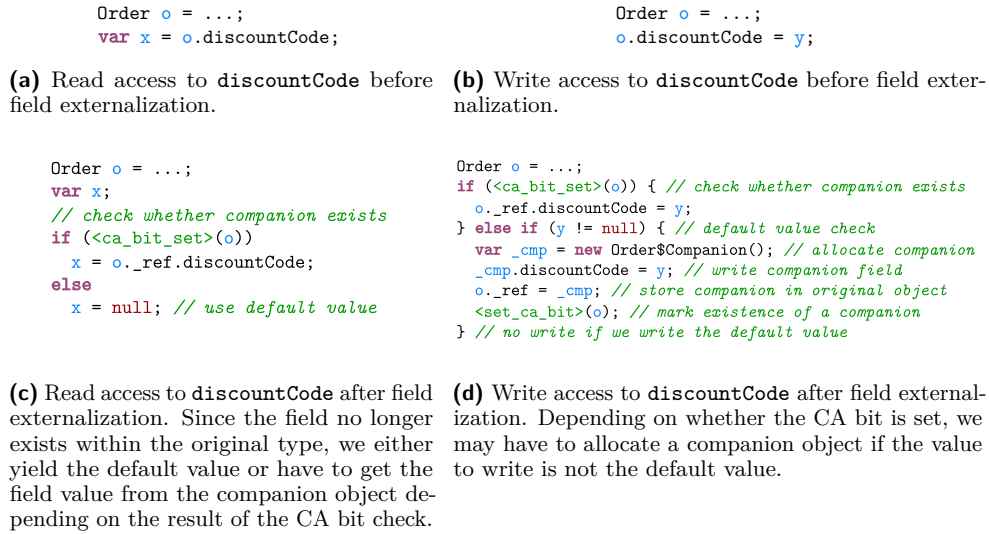 Order o = ...;
var x = o.discountCode;
(a) Read access to discountCode before
field externalization.
Order o = ...;
o.discountCode = y;
(b) Write access to discountCode before field exter-
nalization.
Order o = ...;
var x;
// check whether companion exists
if (<ca_bit_set>(o))
  x = o._ref.discountCode;
else
  x = null; // use default value
(c) Read access to discountCode after field
externalization. Since the field no longer
exists within the original type, we either
yield the default value or have to get the
field value from the companion object de-
pending on the result of the CA bit check.
Order o = ...;
if (<ca_bit_set>(o)) { // check whether companion exists
  o._ref.discountCode = y;
} else if (y != null) { // default value check
  var _cmp = new Order$Companion(); // allocate companion
  _cmp.discountCode = y; // write companion field
  o._ref = _cmp; // store companion in original object
  <set_ca_bit>(o); // mark existence of a companion
} // no write if we write the default value
(d) Write access to discountCode after field external-
ization. Depending on whether the CA bit is set, we
may have to allocate a companion object if the value
to write is not the default value.